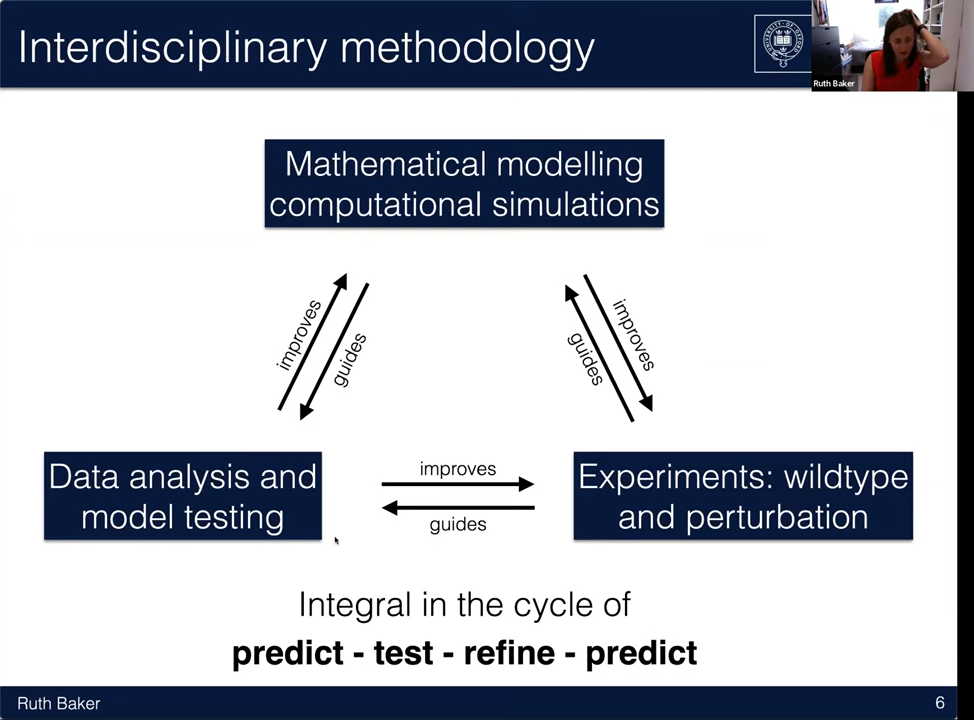 Interdisciplinary methodology
Ruth Baker
Mathematical modelling
computational simulations
improves
guides
guides
improves
Data analysis and
model testing
improves
guides
Experiments: wildtype
and perturbation
Integral in the cycle of
predict - test - refine - predict
Ruth Baker
6